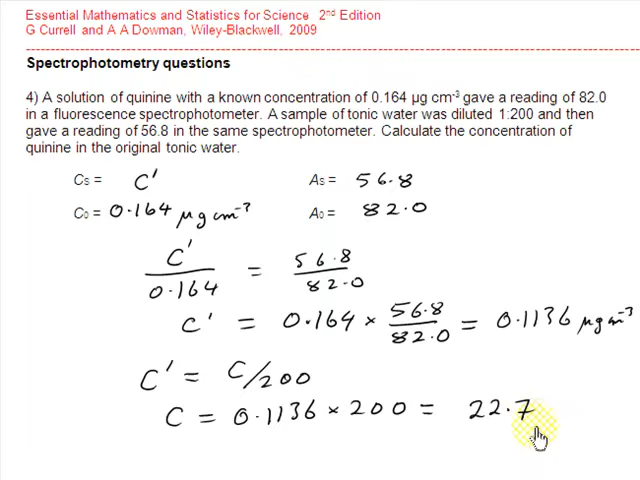 Essential Mathematics and Statistics for Science 2nd Edition
G Currell and A A Dowman, Wiley-Blackwell, 2009
Spectrophotometry questions
4) A solution of quinine with a known concentration of 0.164 µg cm⁻³ gave a reading of 82.0
in a fluorescence spectrophotometer. A sample of tonic water was diluted 1:200 and then
gave a reading of 56.8 in the same spectrophotometer. Calculate the concentration of
quinine in the original tonic water.
Cs = C' As = 56.8
C0 = 0.164 µg cm⁻³ A0 = 82.0
C'/0.164 = 56.8/82.0
C' = 0.164 × 56.8/82.0 = 0.1136 µg cm⁻³
C' = C/200
C = 0.1136 × 200 = 22.7